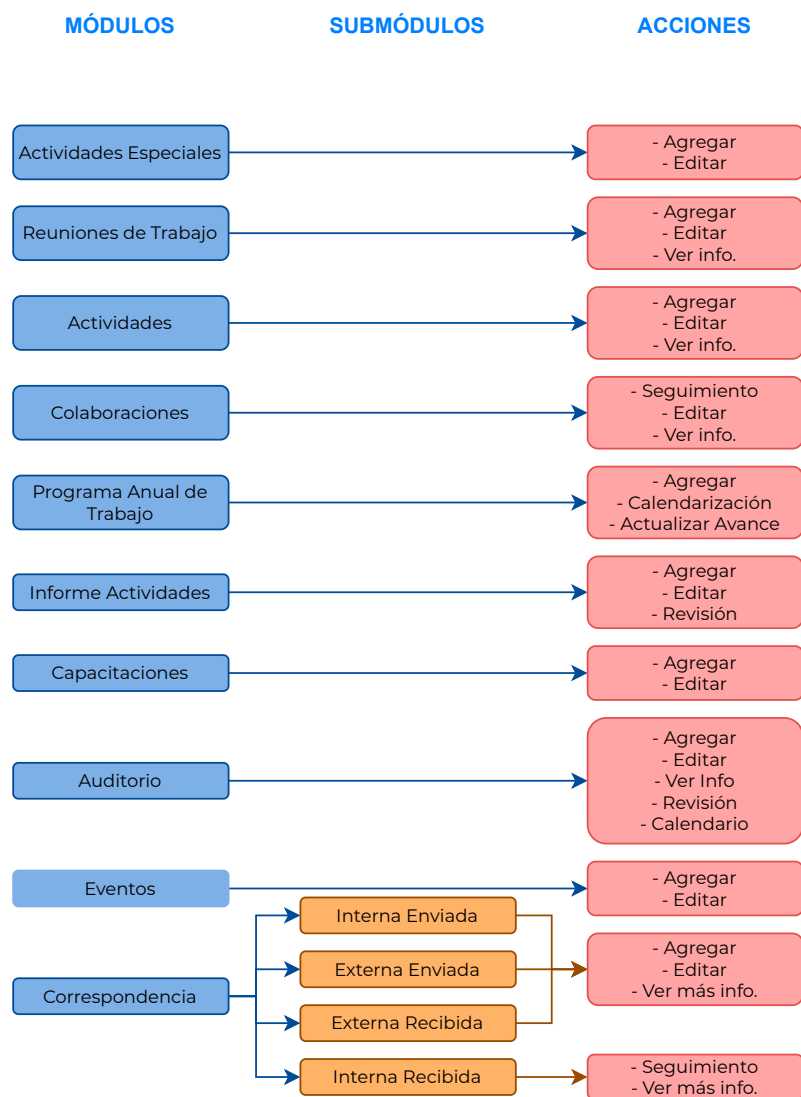 MÓDULOS
SUBMÓDULOS
ACCIONES
Actividades Especiales
- Agregar
- Editar
Reuniones de Trabajo
- Agregar
- Editar
- Ver info.
Actividades
- Agregar
- Editar
- Ver info.
Colaboraciones
- Seguimiento
- Editar
- Ver info.
Programa Anual de
Trabajo
- Agregar
- Calendarización
- Actualizar Avance
Informe Actividades
- Agregar
- Editar
- Revisión
Capacitaciones
- Agregar
- Editar
Auditorio
- Agregar
- Editar
- Ver Info
- Revisión
- Calendario
Eventos
- Agregar
- Editar
Correspondencia
Interna Enviada
Externa Enviada
Externa Recibida
- Agregar
- Editar
- Ver más info.
Interna Recibida
- Seguimiento
- Ver más info.